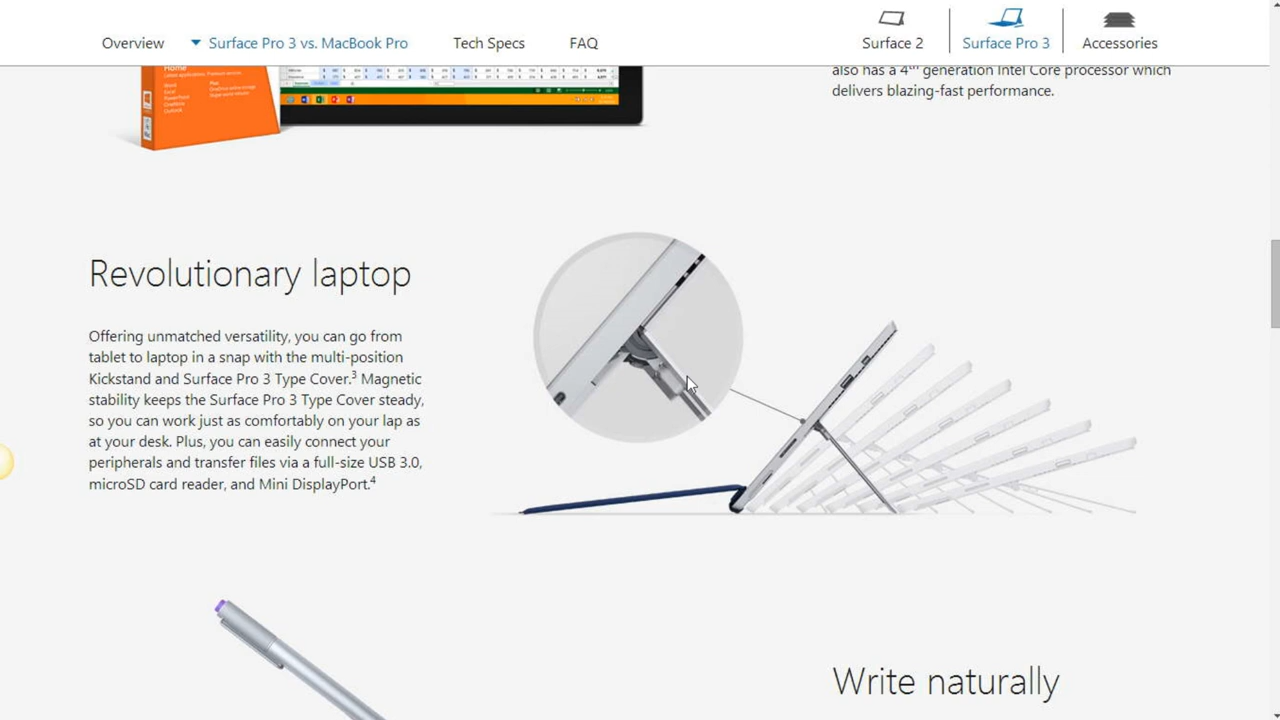 Overview
Surface Pro 3 vs. MacBook Pro
Tech Specs
FAQ
Surface 2
Surface Pro 3
Accessories
also has a 4th generation Intel Core processor which
delivers blazing-fast performance.
Home
Revolutionary laptop
Offering unmatched versatility, you can go from
tablet to laptop in a snap with the multi-position
Kickstand and Surface Pro 3 Type Cover.3 Magnetic
stability keeps the Surface Pro 3 Type Cover steady,
so you can work just as comfortably on your lap as
at your desk. Plus, you can easily connect your
peripherals and transfer files via a full-size USB 3.0,
microSD card reader, and Mini DisplayPort.4
Write naturally